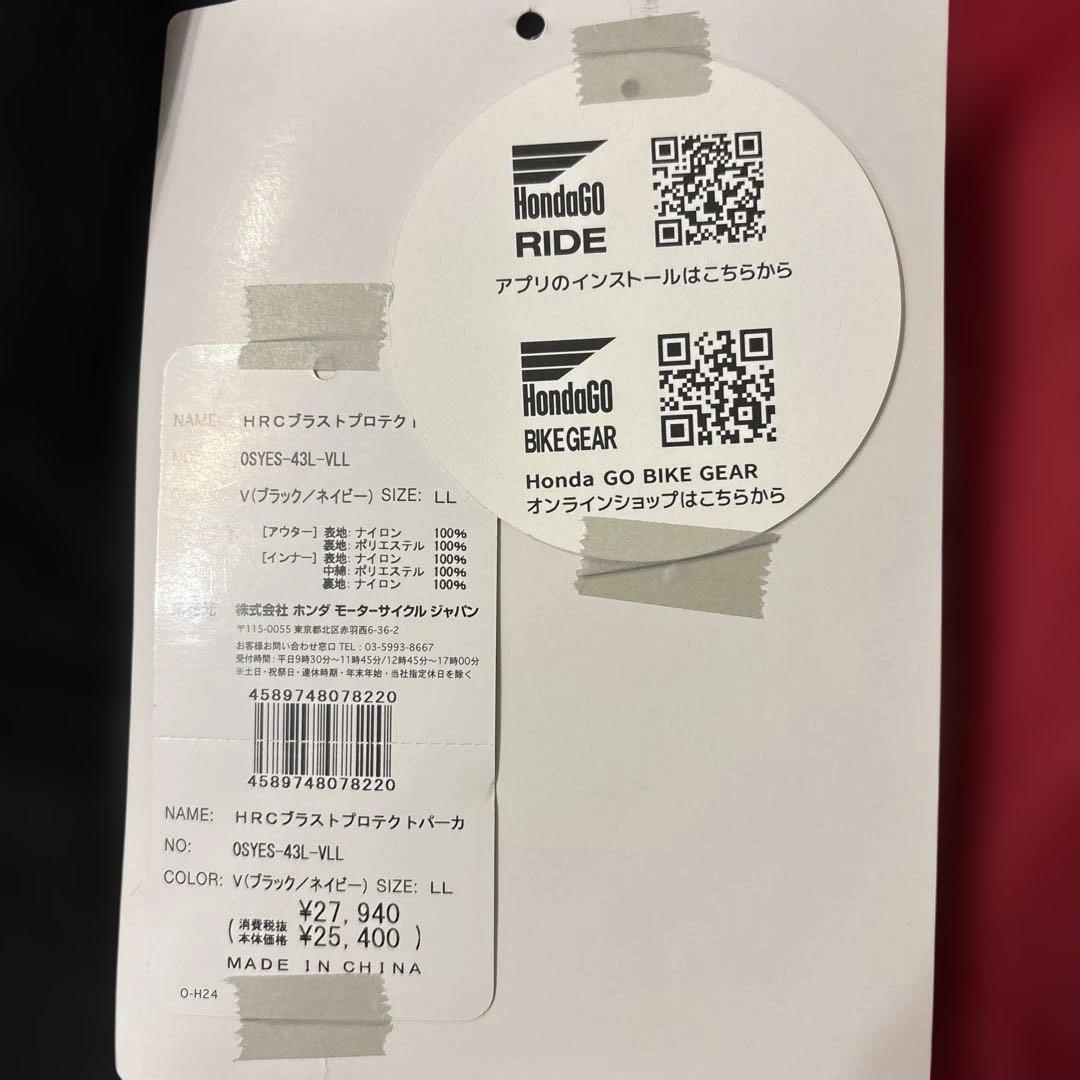 HondaGO
RIDE
アプリのインストールはこちらから
HondaGO
BIKE GEAR
Honda GO BIKE GEAR
オンラインショップはこちらから
NAME: HRCブラストプロテクト
0SYES-43L-VLL
V(ブラック/ネイビー) SIZE: LL
[アウター] 表地: ナイロン 100%
裏地: ポリエステル 100%
[インナー] 表地: ナイロン 100%
中綿: ポリエステル 100%
裏地: ナイロン 100%
株式会社 ホンダ モーターサイクル ジャパン
〒115-0055 東京都北区赤羽西6-36-2
お客様お問い合わせ窓口 TEL : 03-5993-8667
受付時間 : 平日9時30分~11時45分/12時45分~17時00分
※土日・祝祭日・連休時期・年末年始・当社指定休日を除く
4589748078220
4589748078220
NAME: HRCブラストプロテクトパーカ
NO: 0SYES-43L-VLL
COLOR: V(ブラック/ネイビー) SIZE: LL
¥27,940
(消費税抜本体価格 ¥25,400)
MADE IN CHINA
O-H24